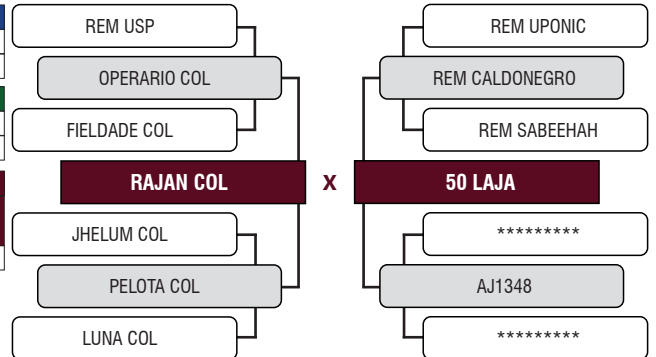 REM USP
OPERARIO COL
FIELDADE COL
RAJAN COL
JHELUM COL
PELOTA COL
LUNA COL
X
REM UPONIC
REM CALDONEGRO
REM SABEEHAH
50 LAJA
*********
AJ1348
*********